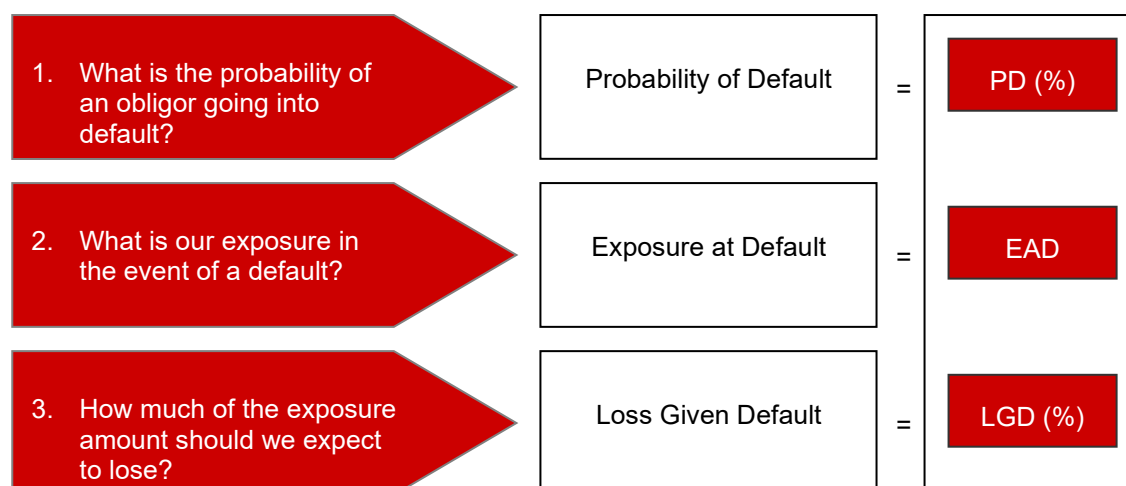 1. What is the probability of
an obligor going into
default?
Probability of Default
=
PD (%)
2. What is our exposure in
the event of a default?
Exposure at Default
=
EAD
3. How much of the exposure
amount should we expect
to lose?
Loss Given Default
=
LGD (%)